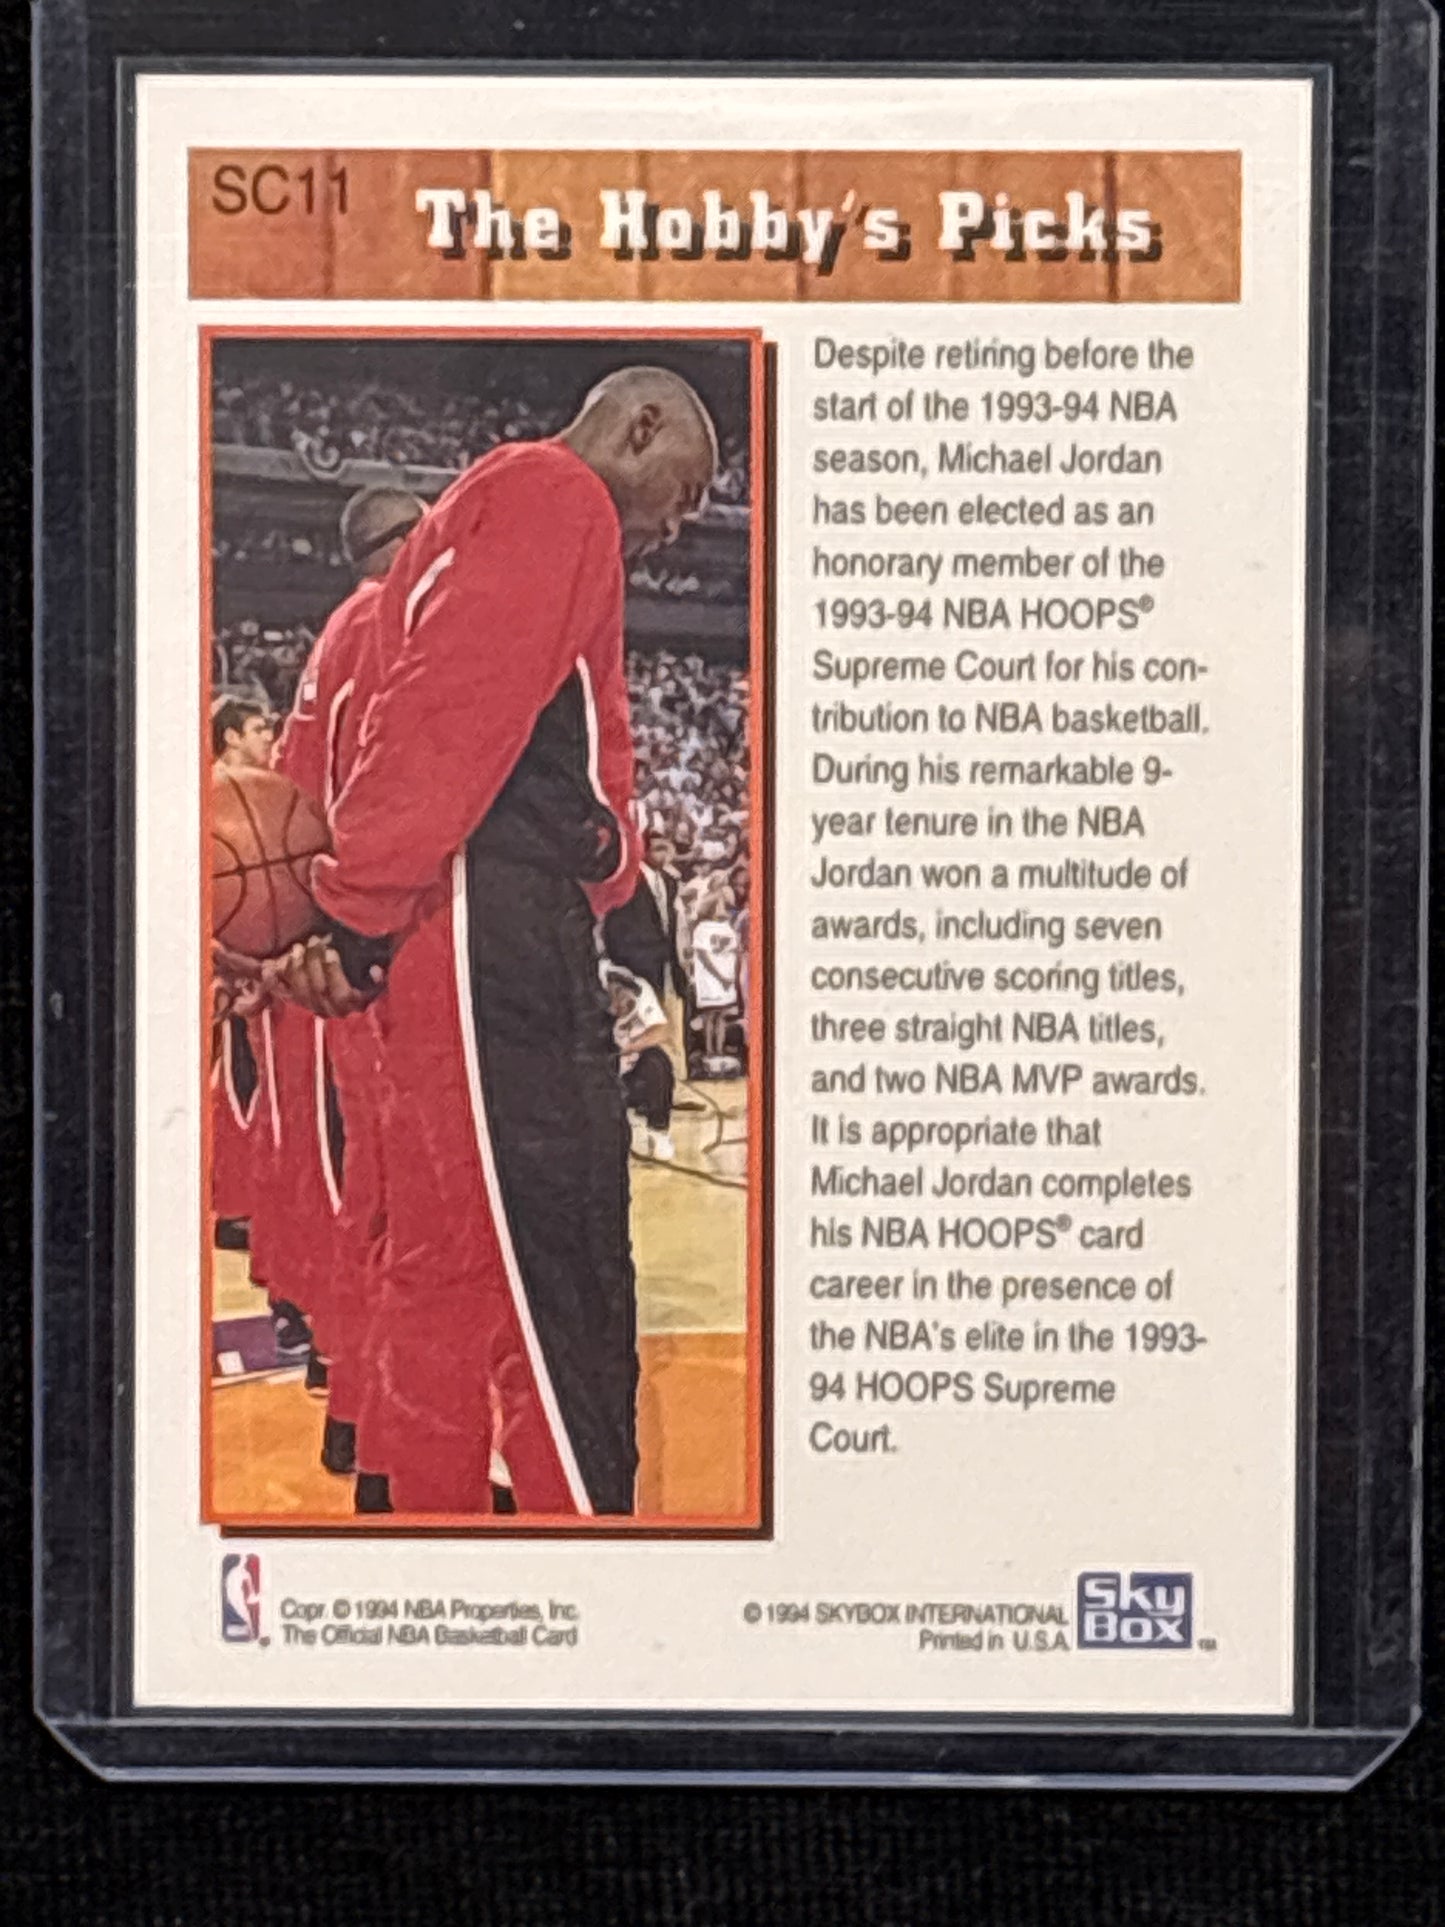 SC11
The Hobby's Picks
Despite retiring before the
start of the 1993-94 NBA
season, Michael Jordan
has been elected as an
honorary member of the
1993-94 NBA HOOPS®
Supreme Court for his con-
tribution to NBA basketball.
During his remarkable 9-
year tenure in the NBA
Jordan won a multitude of
awards, including seven
consecutive scoring titles,
three straight NBA titles,
and two NBA MVP awards.
It is appropriate that
Michael Jordan completes
his NBA HOOPS® card
career in the presence of
the NBA's elite in the 1993-
94 HOOPS Supreme
Court.
Copr. © 1994 NBA Properties, Inc.
The Official NBA Basketball Card
© 1994 SKYBOX INTERNATIONAL
Printed in U.S.A
Sky
Box ™